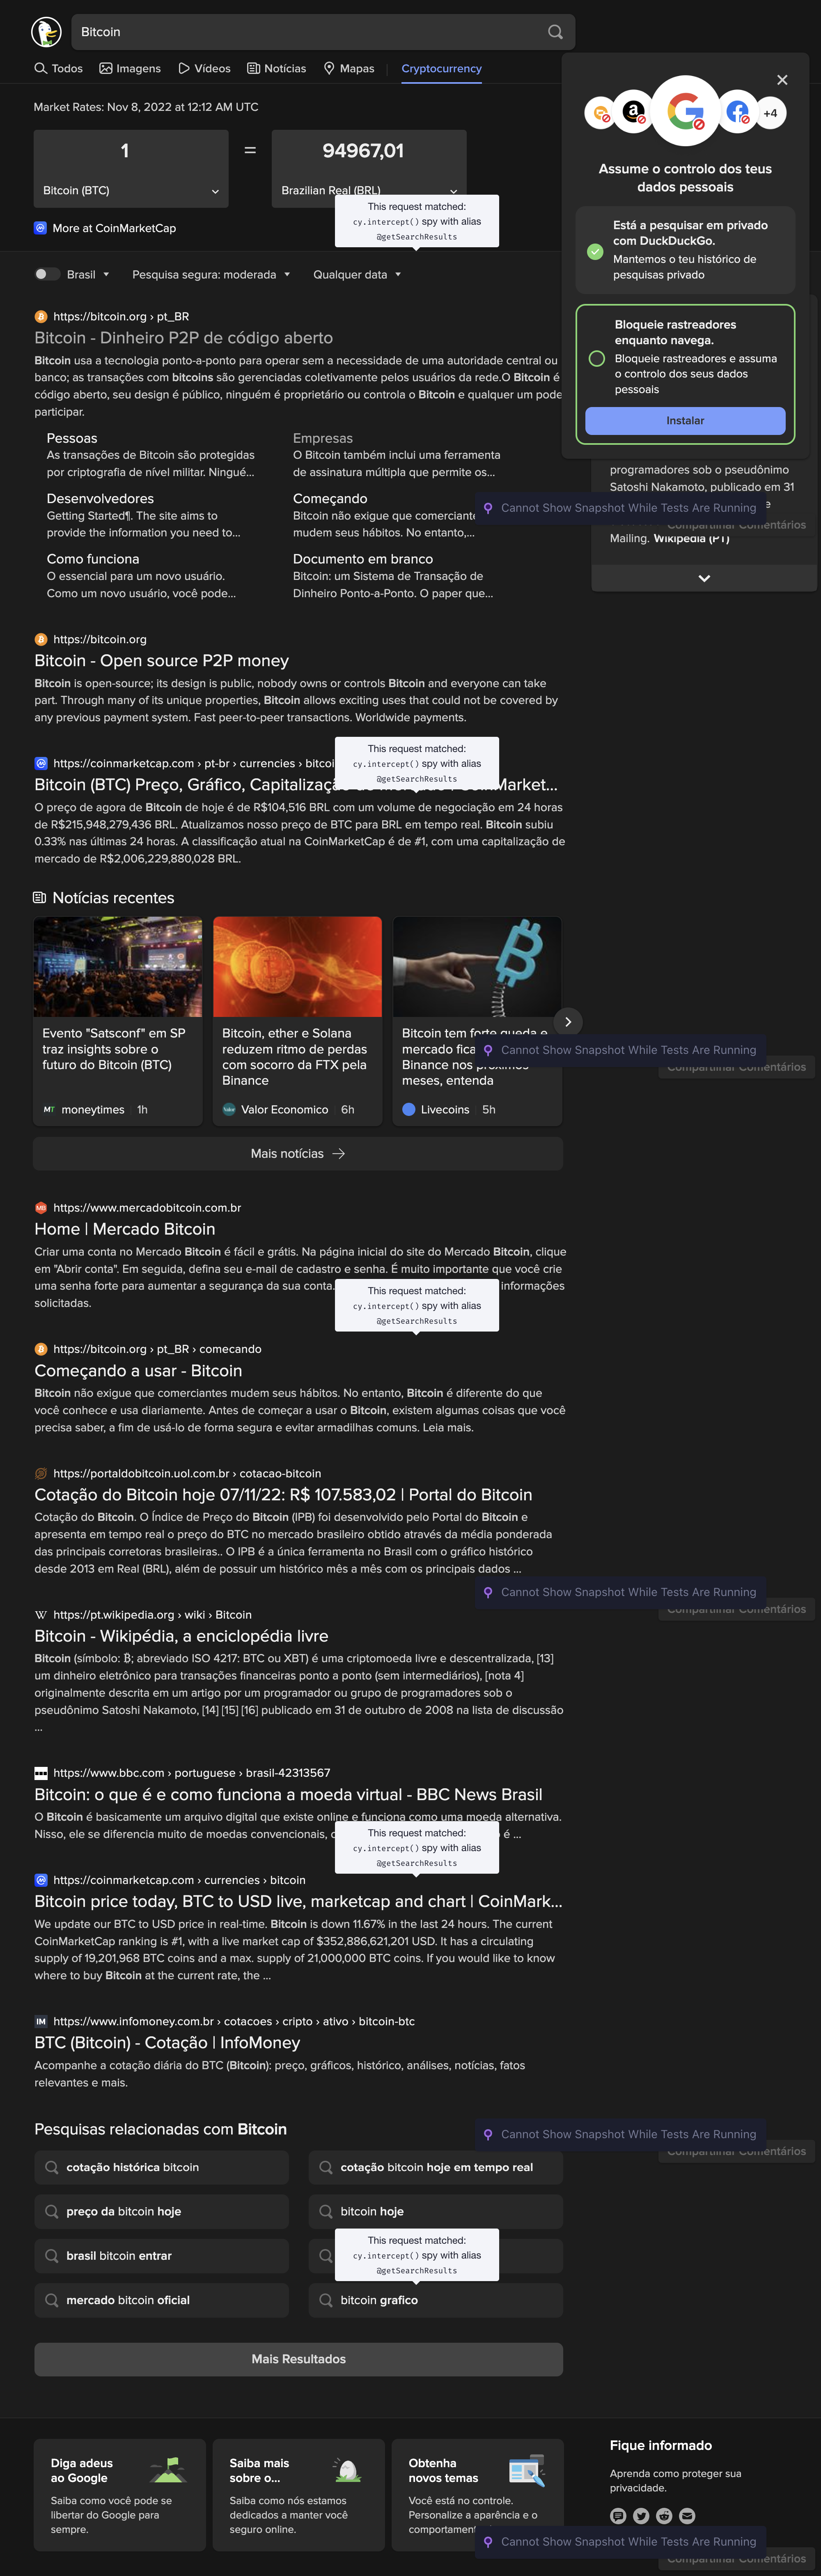 Bitcoin
Todos
Imagens
Vídeos
Notícias
Mapas
Cryptocurrency
Market Rates: Nov 8, 2022 at 12:12 AM UTC
1
Bitcoin (BTC)
=
94967,01
Brazilian Real (BRL)
This request matched:
cy.intercept() spy with alias
@getSearchResults
More at CoinMarketCap
+4
Assume o controlo dos teus
dados pessoais
Está a pesquisar em privado
com DuckDuckGo.
Mantemos o teu histórico de
pesquisas privado
Bloqueie rastreadores
enquanto navega.
Bloqueie rastreadores e assuma
o controlo dos seus dados
pessoais
Instalar
Brasil
Pesquisa segura: moderada
Qualquer data
https://bitcoin.org › pt_BR
Bitcoin - Dinheiro P2P de código aberto
Bitcoin usa a tecnologia ponto-a-ponto para operar sem a necessidade de uma autoridade central ou
banco; as transações com bitcoins são gerenciadas coletivamente pelos usuários da rede.O Bitcoin é
código aberto, seu design é público, ninguém é proprietário ou controla o Bitcoin e qualquer um pode
participar.
Pessoas
As transações de Bitcoin são protegidas
por criptografia de nível militar. Ningué...
Empresas
O Bitcoin também inclui uma ferramenta
de assinatura múltipla que permite os...
Desenvolvedores
Getting Started¶. The site aims to
provide the information you need to...
Começando
Bitcoin não exigue que comerciante
mudem seus hábitos. No entanto,...
Como funciona
O essencial para um novo usuário.
Como um novo usuário, você pode...
Documento em branco
Bitcoin: um Sistema de Transação de
Dinheiro Ponto-a-Ponto. O paper que...
programadores sob o pseudônimo
Satoshi Nakamoto, publicado em 31
e
Cannot Show Snapshot While Tests Are Running
Compartilhar Comentários
Mailing. Wikipedia (PT)
https://bitcoin.org
Bitcoin - Open source P2P money
Bitcoin is open-source; its design is public, nobody owns or controls Bitcoin and everyone can take
part. Through many of its unique properties, Bitcoin allows exciting uses that could not be covered by
any previous payment system. Fast peer-to-peer transactions. Worldwide payments.
https://coinmarketcap.com › pt-br › currencies › bitcoi
This request matched:
cy.intercept() spy with alias
@getSearchResults
Bitcoin (BTC) Preço, Gráfico, Capitalização de Mercado | CoinMarket...
O preço de agora de Bitcoin de hoje é de R$104,516 BRL com um volume de negociação em 24 horas
de R$215,948,279,436 BRL. Atualizamos nosso preço de BTC para BRL em tempo real. Bitcoin subiu
0.33% nas últimas 24 horas. A classificação atual na CoinMarketCap é de #1, com uma capitalização de
mercado de R$2,006,229,880,028 BRL.
Notícias recentes
Evento "Satsconf" em SP
traz insights sobre o
futuro do Bitcoin (BTC)
MT moneytimes 1h
Bitcoin, ether e Solana
reduzem ritmo de perdas
com socorro da FTX pela
Binance
Valor Economico 6h
Bitcoin tem forte queda e
mercado fica
Binance nos próximos
meses, entenda
Livecoins 5h
Cannot Show Snapshot While Tests Are Running
Compartilhar Comentários
Mais notícias
https://www.mercadobitcoin.com.br
Home | Mercado Bitcoin
Criar uma conta no Mercado Bitcoin é fácil e grátis. Na página inicial do site do Mercado Bitcoin, clique
em "Abrir conta". Em seguida, defina seu e-mail de cadastro e senha. É muito importante que você crie
uma senha forte para aumentar a segurança da sua conta. informações
solicitadas.
This request matched:
cy.intercept() spy with alias
@getSearchResults
https://bitcoin.org › pt_BR › comecando
Começando a usar - Bitcoin
Bitcoin não exigue que comerciantes mudem seus hábitos. No entanto, Bitcoin é diferente do que
você conhece e usa diariamente. Antes de começar a usar o Bitcoin, existem algumas coisas que você
precisa saber, a fim de usá-lo de forma segura e evitar armadilhas comuns. Leia mais.
https://portaldobitcoin.uol.com.br › cotacao-bitcoin
Cotação do Bitcoin hoje 07/11/22: R$ 107.583,02 | Portal do Bitcoin
Cotação do Bitcoin. O Índice de Preço do Bitcoin (IPB) foi desenvolvido pelo Portal do Bitcoin e
apresenta em tempo real o preço do BTC no mercado brasileiro obtido através da média ponderada
das principais corretoras brasileiras.. O IPB é a única ferramenta no Brasil com o gráfico histórico
desde 2013 em Real (BRL), além de possuir um histórico mês a mês com os principais dados ...
Cannot Show Snapshot While Tests Are Running
Compartilhar Comentários
https://pt.wikipedia.org › wiki › Bitcoin
Bitcoin - Wikipédia, a enciclopédia livre
Bitcoin (símbolo: ₿; abreviado ISO 4217: BTC ou XBT) é uma criptomoeda livre e descentralizada, [13]
um dinheiro eletrônico para transações financeiras ponto a ponto (sem intermediários), [nota 4]
originalmente descrita em um artigo por um programador ou grupo de programadores sob o
pseudônimo Satoshi Nakamoto, [14] [15] [16] publicado em 31 de outubro de 2008 na lista de discussão
...
https://www.bbc.com › portuguese › brasil-42313567
Bitcoin: o que é e como funciona a moeda virtual - BBC News Brasil
O Bitcoin é basicamente um arquivo digital que existe online e funciona como uma moeda alternativa.
Nisso, ele se diferencia muito de moedas convencionais, é ...
This request matched:
cy.intercept() spy with alias
@getSearchResults
https://coinmarketcap.com › currencies › bitcoin
Bitcoin price today, BTC to USD live, marketcap and chart | CoinMark...
We update our BTC to USD price in real-time. Bitcoin is down 11.67% in the last 24 hours. The current
CoinMarketCap ranking is #1, with a live market cap of $352,886,621,201 USD. It has a circulating
supply of 19,201,968 BTC coins and a max. supply of 21,000,000 BTC coins. If you would like to know
where to buy Bitcoin at the current rate, the ...
https://www.infomoney.com.br › cotacoes › cripto › ativo › bitcoin-btc
BTC (Bitcoin) - Cotação | InfoMoney
Acompanhe a cotação diária do BTC (Bitcoin): preço, gráficos, histórico, análises, notícias, fatos
relevantes e mais.
Pesquisas relacionadas com Bitcoin
Cannot Show Snapshot While Tests Are Running
Compartilhar Comentários
cotação histórica bitcoin
cotação bitcoin hoje em tempo real
preço da bitcoin hoje
bitcoin hoje
brasil bitcoin entrar
This request matched:
cy.intercept() spy with alias
@getSearchResults
mercado bitcoin oficial
bitcoin grafico
Mais Resultados
Diga adeus
ao Google
Saiba como você pode se
libertar do Google para
sempre.
Saiba mais
sobre o...
Saiba como nós estamos
dedicados a manter você
seguro online.
Obtenha
novos temas
Você está no controle.
Personalize a aparência e o
comportament
Fique informado
Aprenda como proteger sua
privacidade.
Cannot Show Snapshot While Tests Are Running
Compartilhar Comentários